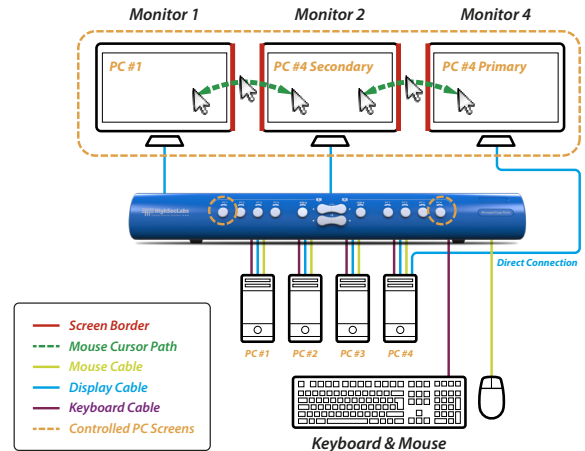 Monitor 1
Monitor 2
Monitor 4
PC #1
PC #4 Secondary
PC #4 Primary
HighSecLabs
Direct Connection
PC #1
PC #2
PC #3
PC #4
Screen Border
Mouse Cursor Path
Mouse Cable
Display Cable
Keyboard Cable
Controlled PC Screens
Keyboard & Mouse